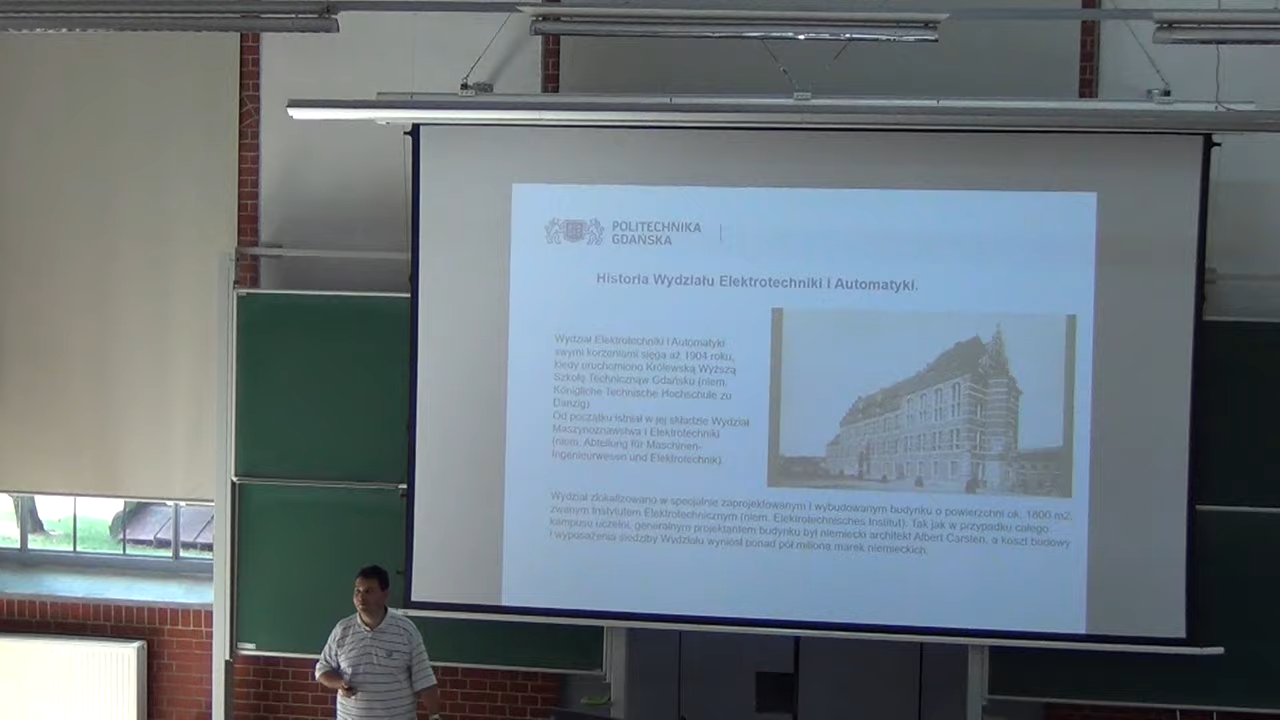 POLITECHNIKA
GDAŃSKA
Historia Wydziału Elektrotechniki i Automatyki.
Wydział Elektrotechniki i Automatyki
swymi korzeniami sięga aż 1904 roku,
kiedy uruchomiono Królewską Wyższą
Szkołę Techniczną w Gdańsku (niem.
Königliche Technische Hochschule zu
Danzig)
Od początku istniał w jej składzie Wydział
Maszynoznawstwa i Elektrotechniki
(niem. Abteilung für Maschinen-
Ingenieurwesen und Elektrotechnik)
Wydział zlokalizowano w specjalnie zaprojektowanym i wybudowanym budynku o powierzchni ok. 1800 m2,
zwanym Instytutem Elektrotechnicznym (niem. Elektrotechnisches Institut). Tak jak w przypadku całego
kampusu uczelni, generalnym projektantem budynku był niemiecki architekt Albert Carsten, a koszt budowy
i wyposażenia siedziby Wydziału wyniósł ponad pół miliona marek niemieckich.